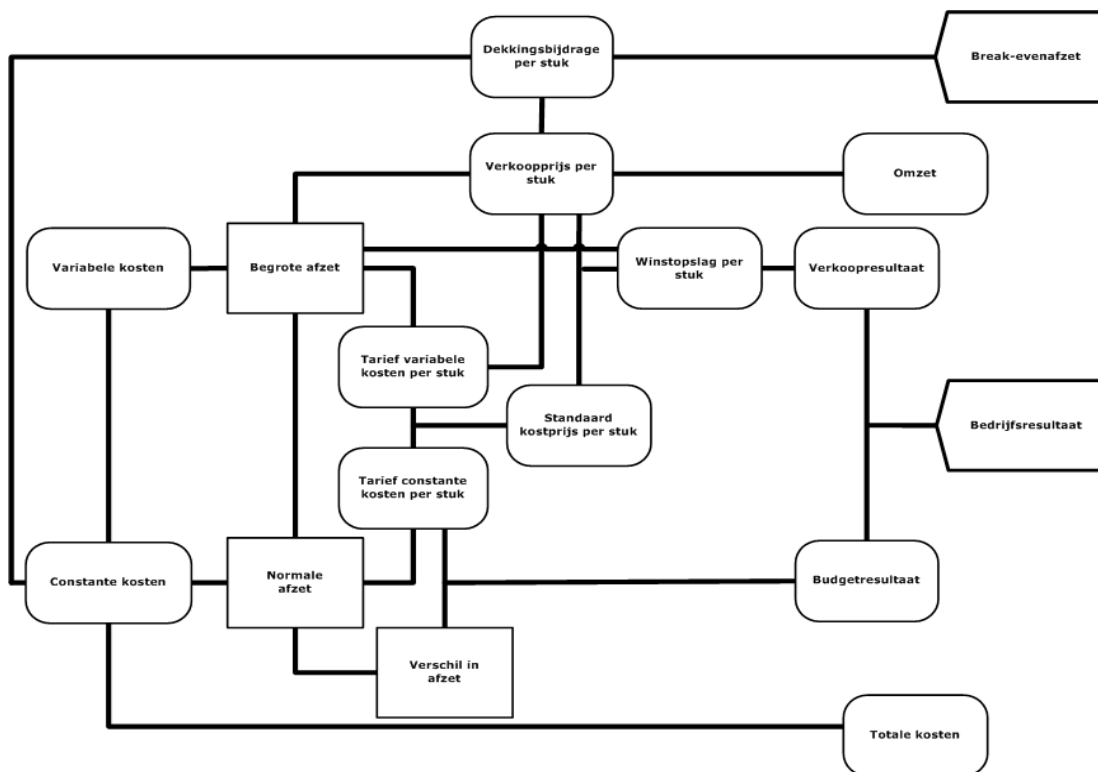 Dekkingsbijdrage
per stuk
Break-evenafzet
Verkoopprijs per
stuk
Omzet
Variabele kosten
Begrote afzet
Winstopslag per
stuk
Verkoopresultaat
Tarief variabele
kosten per stuk
Standaard
kostprijs per stuk
Bedrijfsresultaat
Tarief constante
kosten per stuk
Constante kosten
Normale
afzet
Budgetresultaat
Verschil in
afzet
Totale kosten